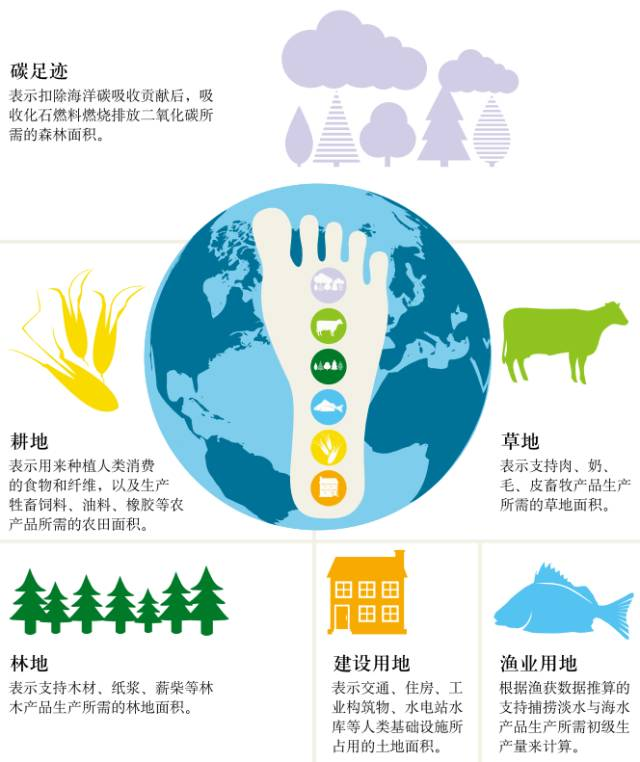 碳足迹
表示扣除海洋碳吸收贡献后，吸
收化石燃料燃烧排放二氧化碳所
需的森林面积。
耕地
表示用来种植人类消费
的食物和纤维，以及生产
牲畜饲料、油料、橡胶等农
产品所需的农田面积。
草地
表示支持肉、奶、
毛、皮畜牧产品生产
所需的草地面积。
林地
表示支持木材、纸浆、薪柴等林
木产品生产所需的林地面积。
建设用地
表示交通、住房、工
业构筑物、水电站水
库等人类基础设施所
占用的土地面积。
渔业用地
根据渔获数据推算的
支持捕捞淡水与海水
产品生产所需初级生
产量来计算。